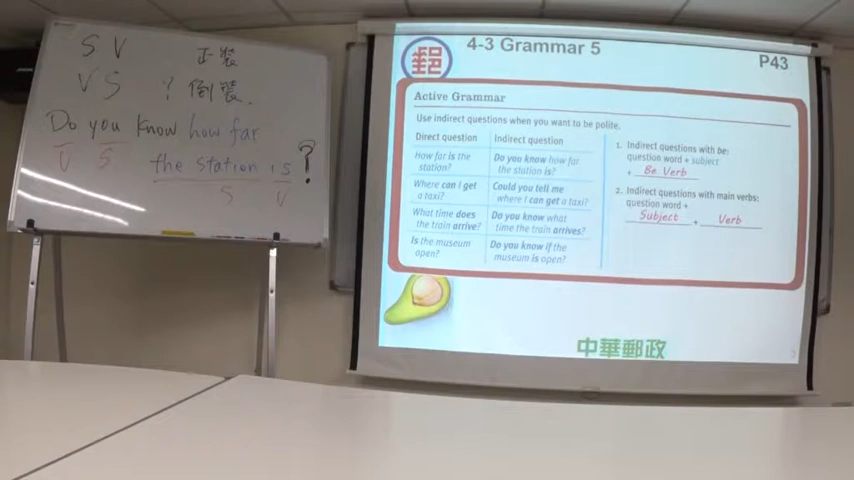 S V 正裝
V S ? 倒裝.
Do you know how far
V S
the station is?
S V
郵
4-3 Grammar 5
P43
Active Grammar
Use indirect questions when you want to be polite.
Direct question Indirect question
How far is the station? Do you know how far the station is?
Where can I get a taxi? Could you tell me where I can get a taxi?
What time does the train arrive? Do you know what time the train arrives?
Is the museum open? Do you know if the museum is open?
1. Indirect questions with be:
question word + subject
+ Be Verb
2. Indirect questions with main verbs:
question word +
Subject + Verb
中華郵政